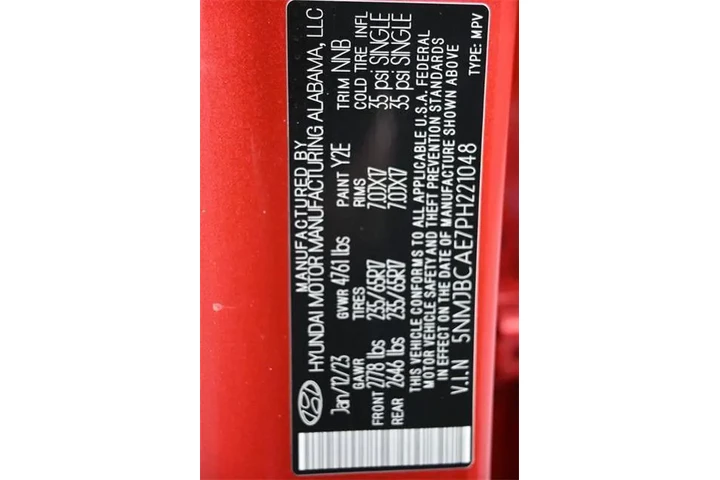 MANUFACTURED BY
HYUNDAI MOTOR MANUFACTURING ALABAMA, LLC
Jan/12/23 GVWR 4761 lbs PAINT Y2E TRIM NNB
GAWR TIRES RIMS COLD TIRE INFL
FRONT 2778 lbs 235/65R17 7.0JX17 35 psi SINGLE
REAR 2646 lbs 235/65R17 7.0JX17 35 psi SINGLE
THIS VEHICLE CONFORMS TO ALL APPLICABLE U.S.A. FEDERAL
MOTOR VEHICLE SAFETY AND THEFT PREVENTION STANDARDS
IN EFFECT ON THE DATE OF MANUFACTURE SHOWN ABOVE
V.I.N 5NMJBCAE7PH221048
TYPE: MPV